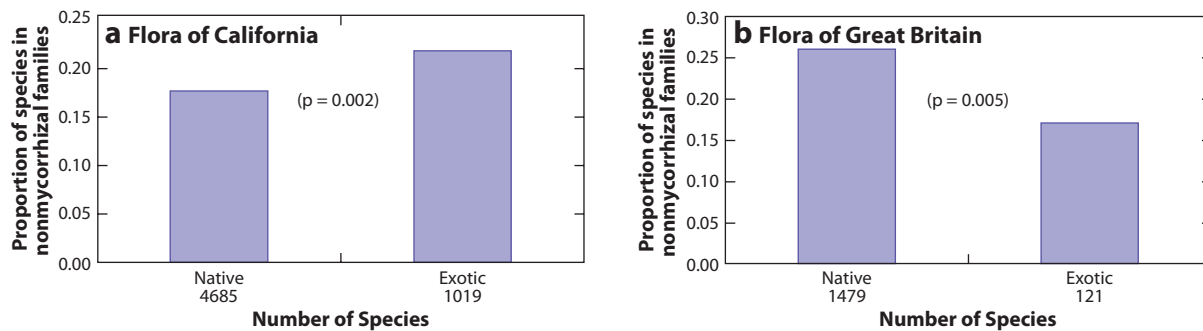 a Flora of California
Proportion of species in
nonmycorrhizal families
0.25
0.20
0.15
0.10
0.05
0.00
(p = 0.002)
Native
4685
Exotic
1019
Number of Species
b Flora of Great Britain
Proportion of species in
nonmycorrhizal families
0.30
0.25
0.20
0.15
0.10
0.05
0.00
(p = 0.005)
Native
1479
Exotic
121
Number of Species